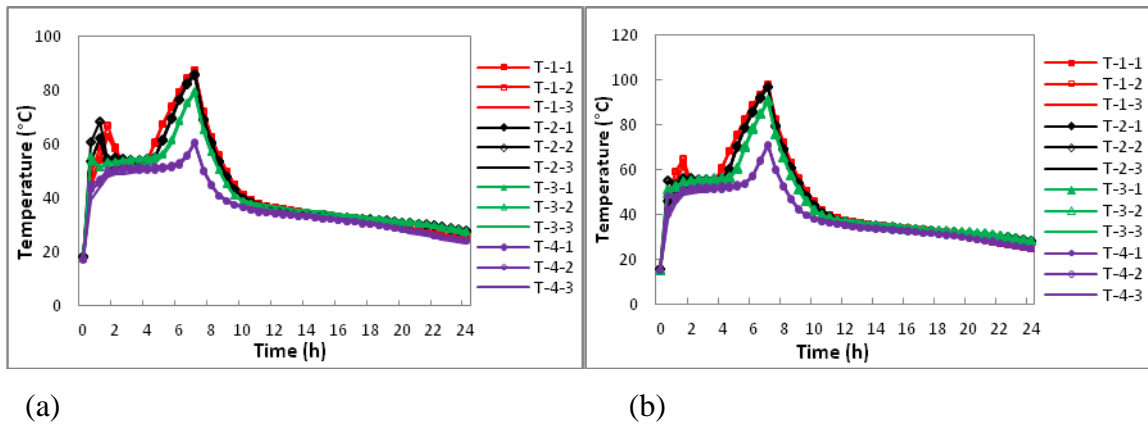 100
80
60
40
20
0
Temperature (°C)
0 2 4 6 8 10 12 14 16 18 20 22 24
Time (h)
T-1-1
T-1-2
T-1-3
T-2-1
T-2-2
T-2-3
T-3-1
T-3-2
T-3-3
T-4-1
T-4-2
T-4-3
(a)
120
100
80
60
40
20
0
Temperature (°C)
0 2 4 6 8 10 12 14 16 18 20 22 24
Time (h)
T-1-1
T-1-2
T-1-3
T-2-1
T-2-2
T-2-3
T-3-1
T-3-2
T-3-3
T-4-1
T-4-2
T-4-3
(b)